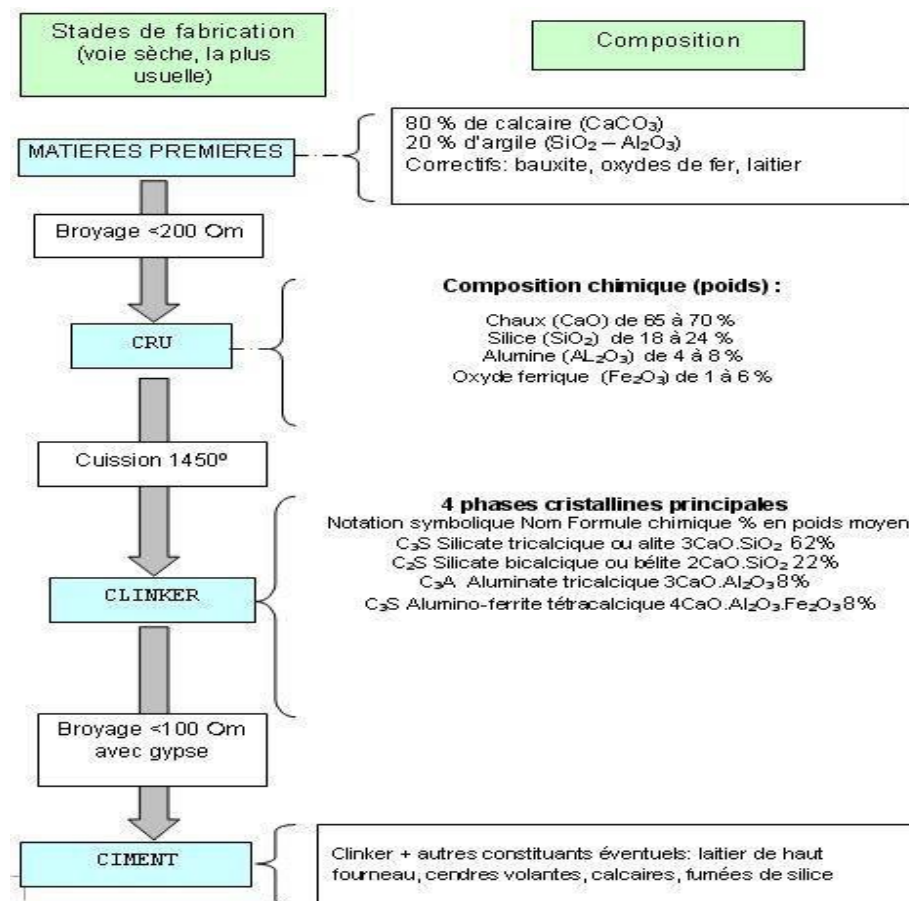 Stades de fabrication
(voie sèche, la plus
usuelle)
Composition
MATIERES PREMIERES
80 % de calcaire (CaCO₃)
20 % d'argile (SiO₂ – Al₂O₃)
Correctifs: bauxite, oxydes de fer, laitier
Broyage <200 Om
CRU
Composition chimique (poids) :
Chaux (CaO) de 65 à 70 %
Silice (SiO₂) de 18 à 24 %
Alumine (AL₂O₃) de 4 à 8 %
Oxyde ferrique (Fe₂O₃) de 1 à 6 %
Cuission 1450º
CLINKER
4 phases cristallines principales
Notation symbolique Nom Formule chimique % en poids moyen
C₃S Silicate tricalcique ou alite 3CaO.SiO₂ 62%
C₂S Silicate bicalcique ou bélite 2CaO.SiO₂ 22%
C₃A Aluminate tricalcique 3CaO.Al₂O₃ 8%
C₃S Alumino-ferrite tétracalcique 4CaO.Al₂O₃.Fe₂O₃ 8%
Broyage <100 Om
avec gypse
CIMENT
Clinker + autres constituants éventuels: laitier de haut
fourneau, cendres volantes, calcaires, fumées de silice